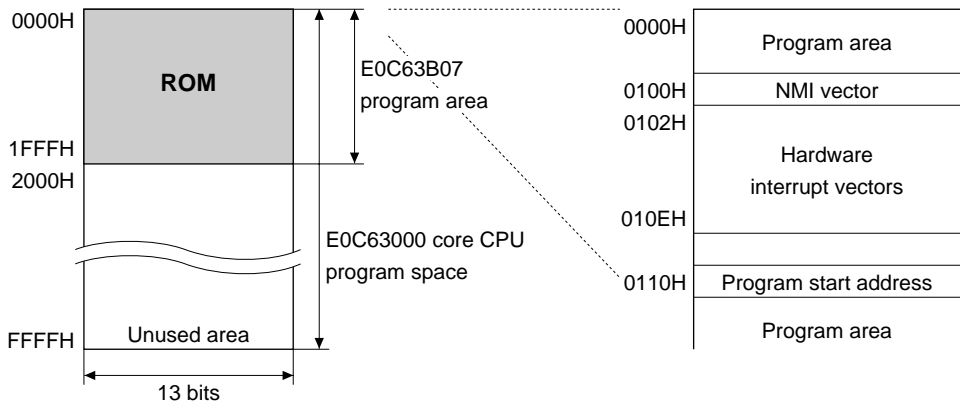 0000H
ROM
1FFFH
2000H
FFFFH
Unused area
13 bits
E0C63B07
program area
E0C63000 core CPU
program space
0000H
Program area
0100H
NMI vector
0102H
Hardware
interrupt vectors
010EH
0110H
Program start address
Program area